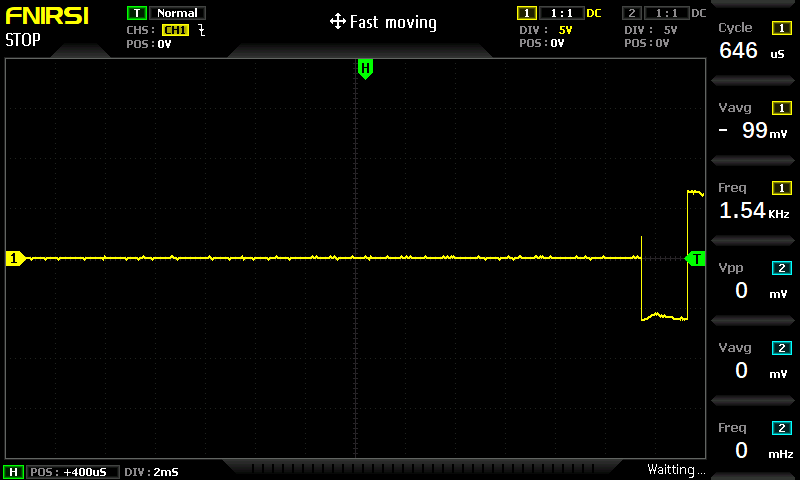 FNIRSI
STOP
T Normal
CHS: CH1
POS: 0V
Fast moving
1 1:1 DC
DIV: 5V
POS: 0V
2 1:1 DC
DIV: 5V
POS: 0V
Cycle 1
646 uS
Vavg 1
- 99 mV
Freq 1
1.54 KHz
Vpp 2
0 mV
Vavg 2
0 mV
Freq 2
0 mHz
H
1
T
H POS: +400uS DIV: 2mS
Waitting...